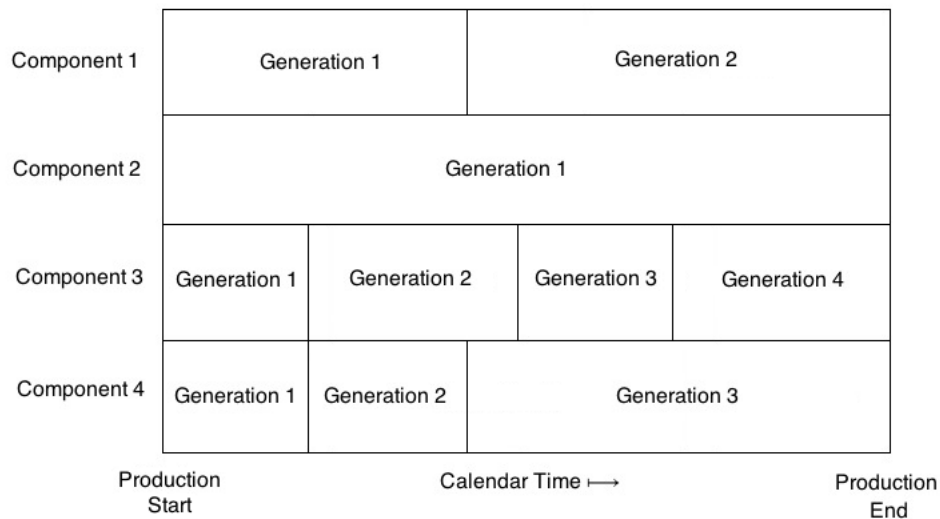 Component 1
Generation 1
Generation 2
Component 2
Generation 1
Component 3
Generation 1
Generation 2
Generation 3
Generation 4
Component 4
Generation 1
Generation 2
Generation 3
Production
Start
Calendar Time ⟼
Production
End